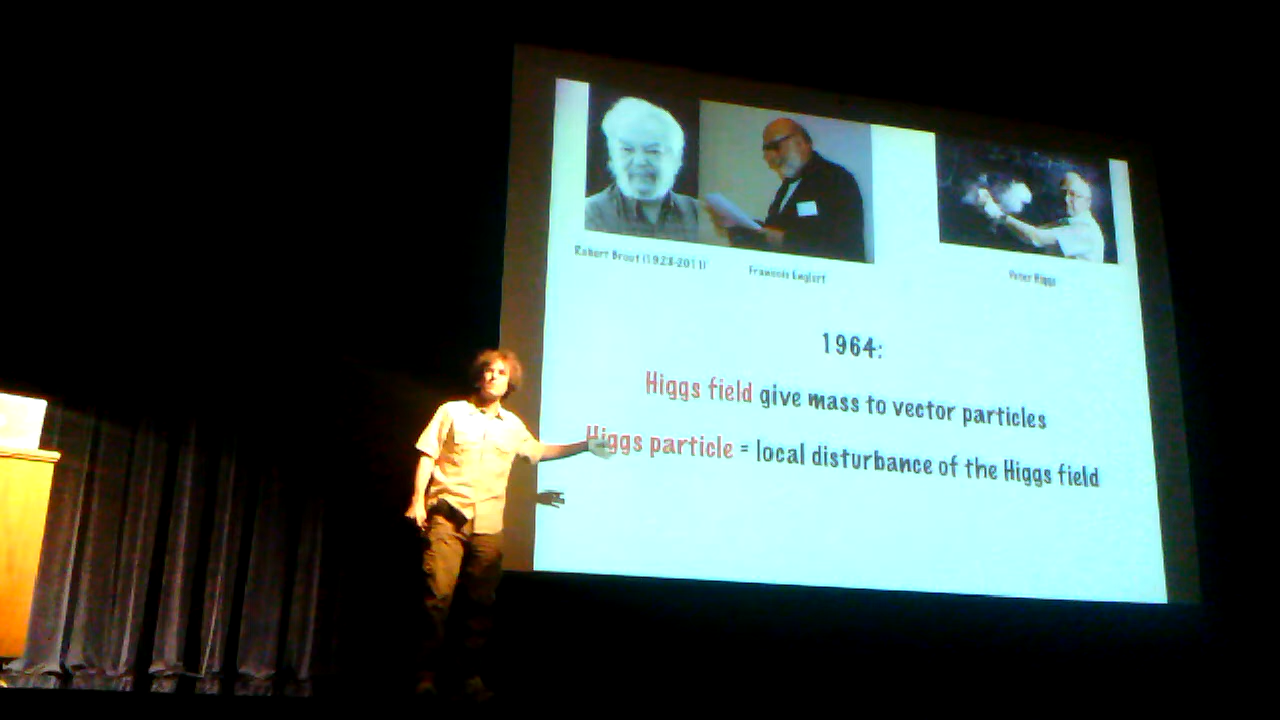 Robert Brout (1928-2011)
Francois Englert
Peter Higgs
1964:
Higgs field give mass to vector particles
Higgs particle = local disturbance of the Higgs field